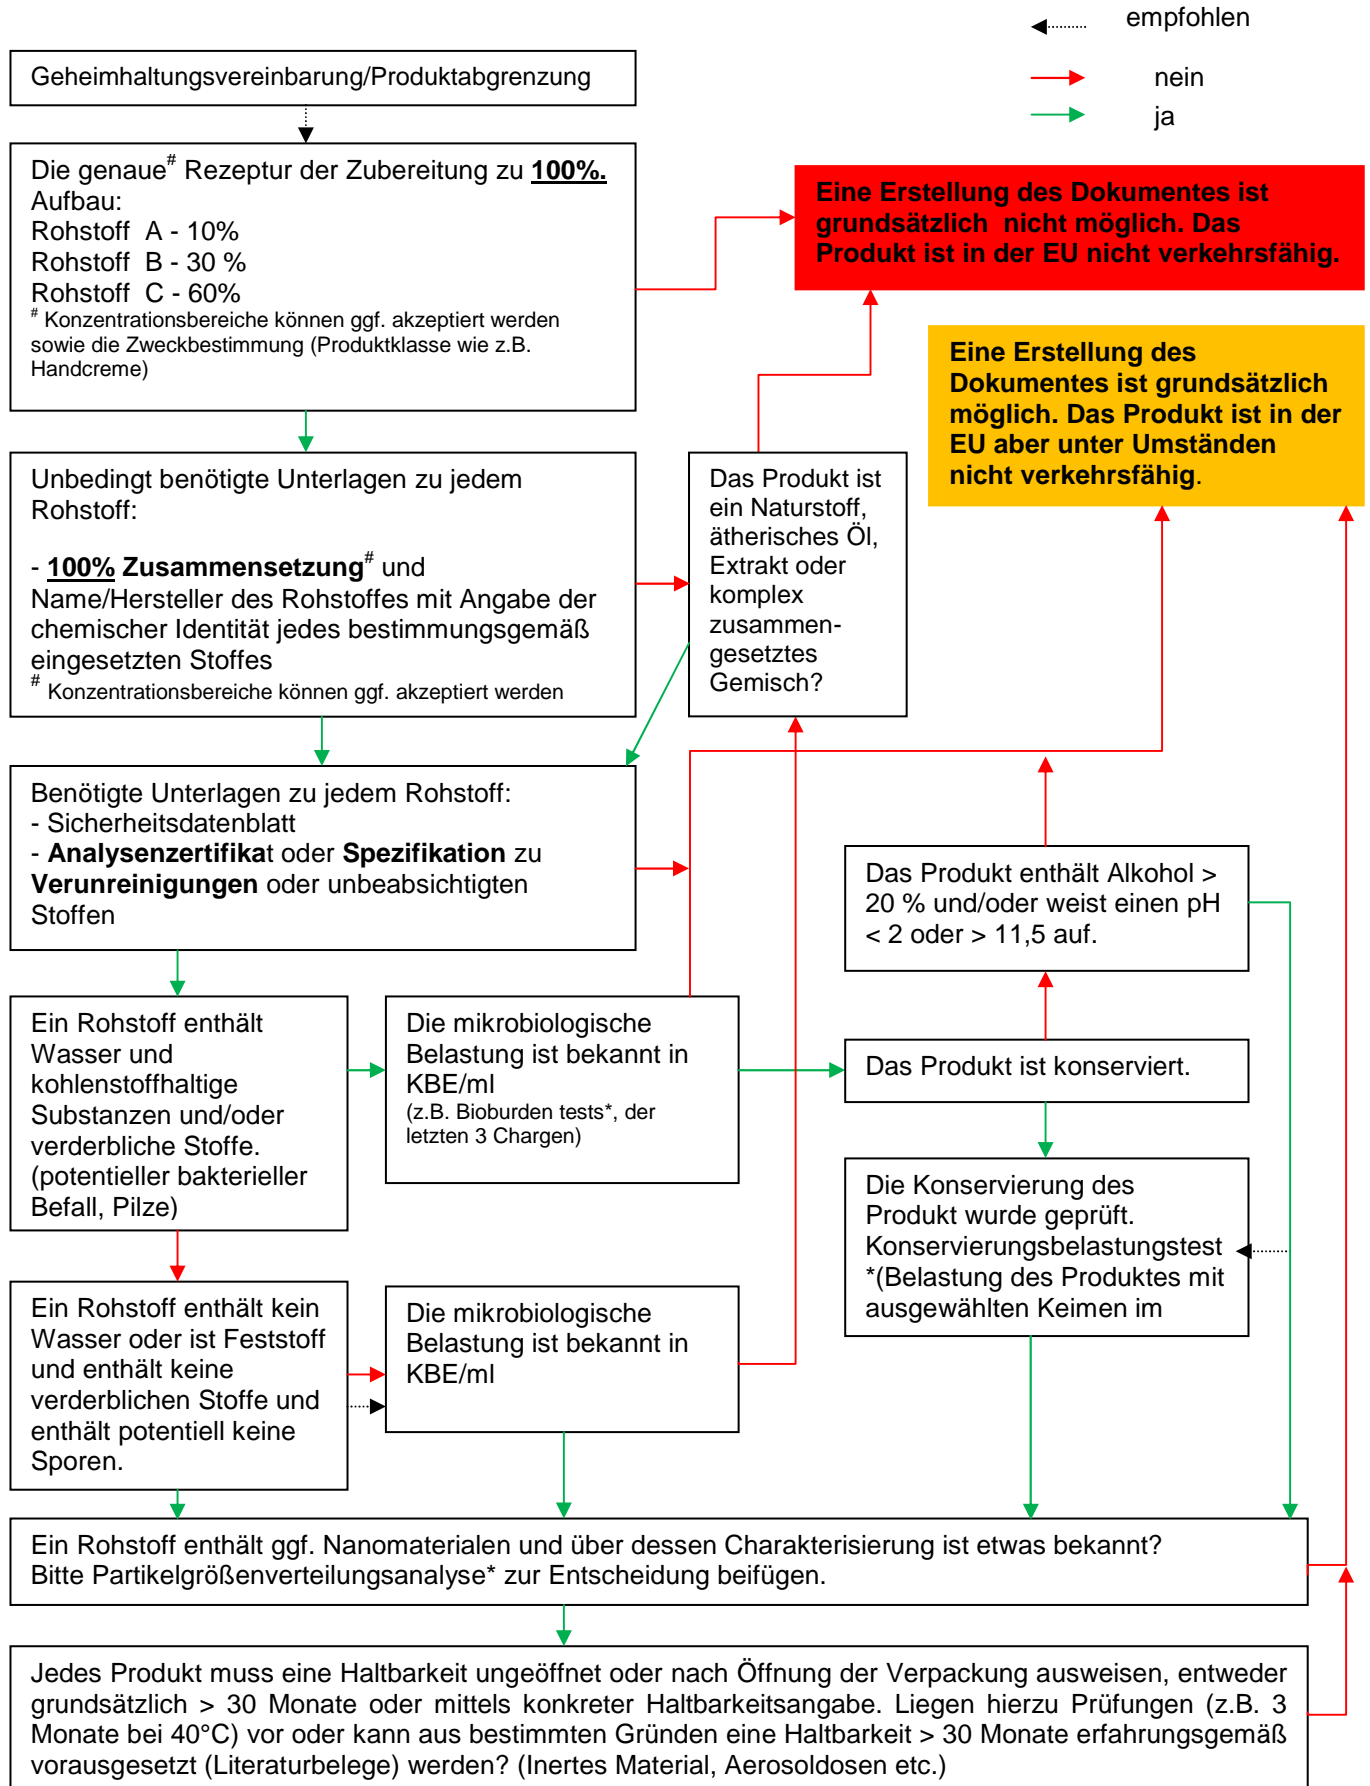 empfohlen
nein
ja
Geheimhaltungsvereinbarung/Produktabgrenzung
Die genaue# Rezeptur der Zubereitung zu 100%.
Aufbau:
Rohstoff A - 10%
Rohstoff B - 30 %
Rohstoff C - 60%
# Konzentrationsbereiche können ggf. akzeptiert werden
sowie die Zweckbestimmung (Produktklasse wie z.B.
Handcreme)
Eine Erstellung des Dokumentes ist
grundsätzlich nicht möglich. Das
Produkt ist in der EU nicht verkehrsfähig.
Eine Erstellung des
Dokumentes ist grundsätzlich
möglich. Das Produkt ist in der
EU aber unter Umständen
nicht verkehrsfähig.
Unbedingt benötigte Unterlagen zu jedem
Rohstoff:
- 100% Zusammensetzung# und
Name/Hersteller des Rohstoffes mit Angabe der
chemischer Identität jedes bestimmungsgemäß
eingesetzten Stoffes
# Konzentrationsbereiche können ggf. akzeptiert werden
Das Produkt ist
ein Naturstoff,
ätherisches Öl,
Extrakt oder
komplex
zusammen-
gesetztes
Gemisch?
Benötigte Unterlagen zu jedem Rohstoff:
- Sicherheitsdatenblatt
- Analysenzertifikat oder Spezifikation zu
Verunreinigungen oder unbeabsichtigten
Stoffen
Das Produkt enthält Alkohol >
20 % und/oder weist einen pH
< 2 oder > 11,5 auf.
Ein Rohstoff enthält
Wasser und
kohlenstoffhaltige
Substanzen und/oder
verderbliche Stoffe.
(potentieller bakterieller
Befall, Pilze)
Die mikrobiologische
Belastung ist bekannt in
KBE/ml
(z.B. Bioburden tests*, der
letzten 3 Chargen)
Das Produkt ist konserviert.
Die Konservierung des
Produkt wurde geprüft.
Konservierungsbelastungstest
*(Belastung des Produktes mit
ausgewählten Keimen im
Ein Rohstoff enthält kein
Wasser oder ist Feststoff
und enthält keine
verderblichen Stoffe und
enthält potentiell keine
Sporen.
Die mikrobiologische
Belastung ist bekannt in
KBE/ml
Ein Rohstoff enthält ggf. Nanomaterialen und über dessen Charakterisierung ist etwas bekannt?
Bitte Partikelgrößenverteilungsanalyse* zur Entscheidung beifügen.
Jedes Produkt muss eine Haltbarkeit ungeöffnet oder nach Öffnung der Verpackung ausweisen, entweder
grundsätzlich > 30 Monate oder mittels konkreter Haltbarkeitsangabe. Liegen hierzu Prüfungen (z.B. 3
Monate bei 40°C) vor oder kann aus bestimmten Gründen eine Haltbarkeit > 30 Monate erfahrungsgemäß
vorausgesetzt (Literaturbelege) werden? (Inertes Material, Aerosoldosen etc.)